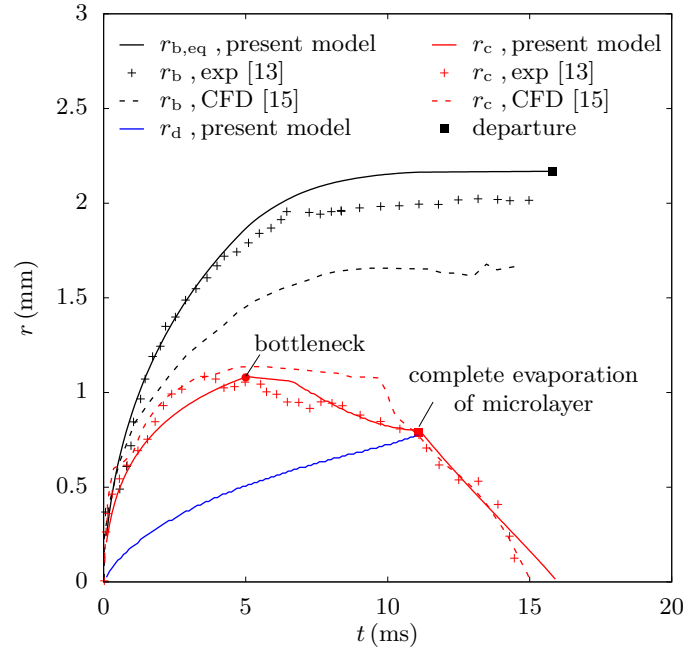 3
2.5
2
1.5
1
0.5
0
0
5
10
15
20
r (mm)
t (ms)
r_b,eq , present model
r_b , exp [13]
r_b , CFD [15]
r_d , present model
r_c , present model
r_c , exp [13]
r_c , CFD [15]
departure
bottleneck
complete evaporation
of microlayer